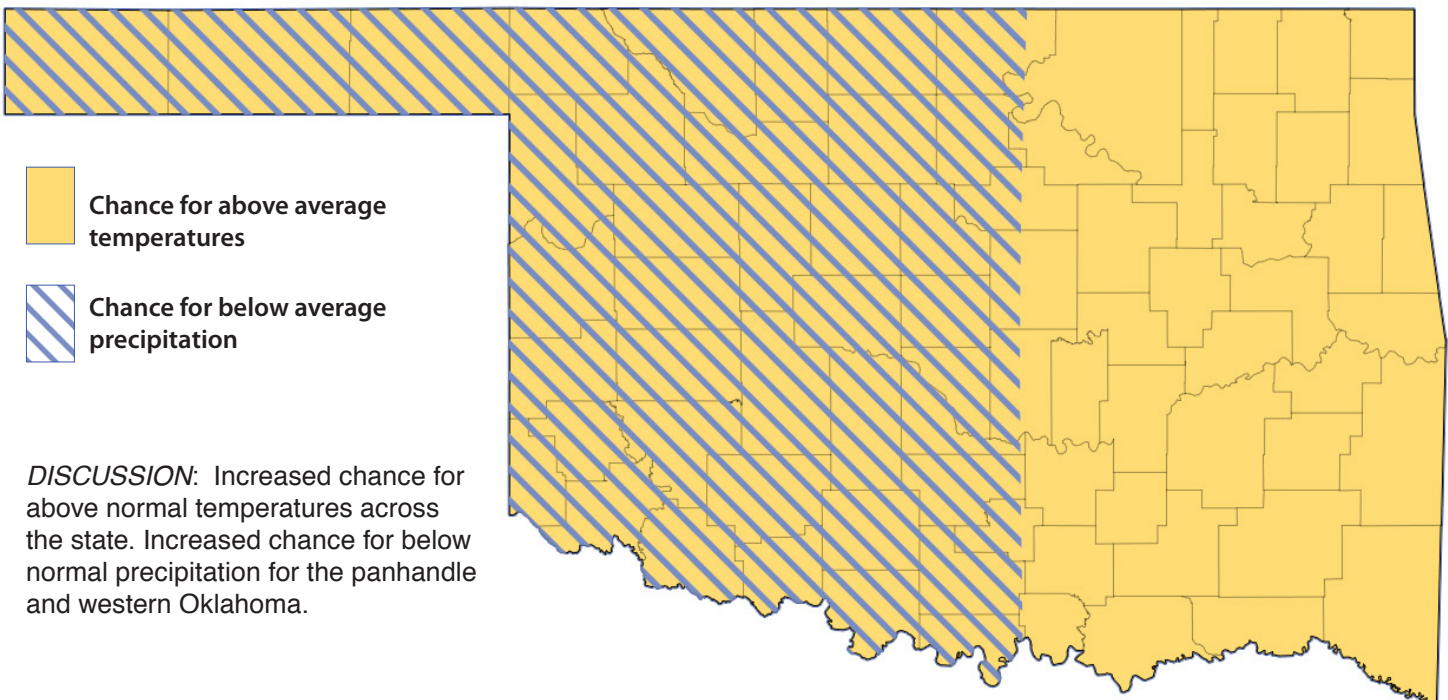 Chance for above average
temperatures
Chance for below average
precipitation
DISCUSSION: Increased chance for
above normal temperatures across
the state. Increased chance for below
normal precipitation for the panhandle
and western Oklahoma.